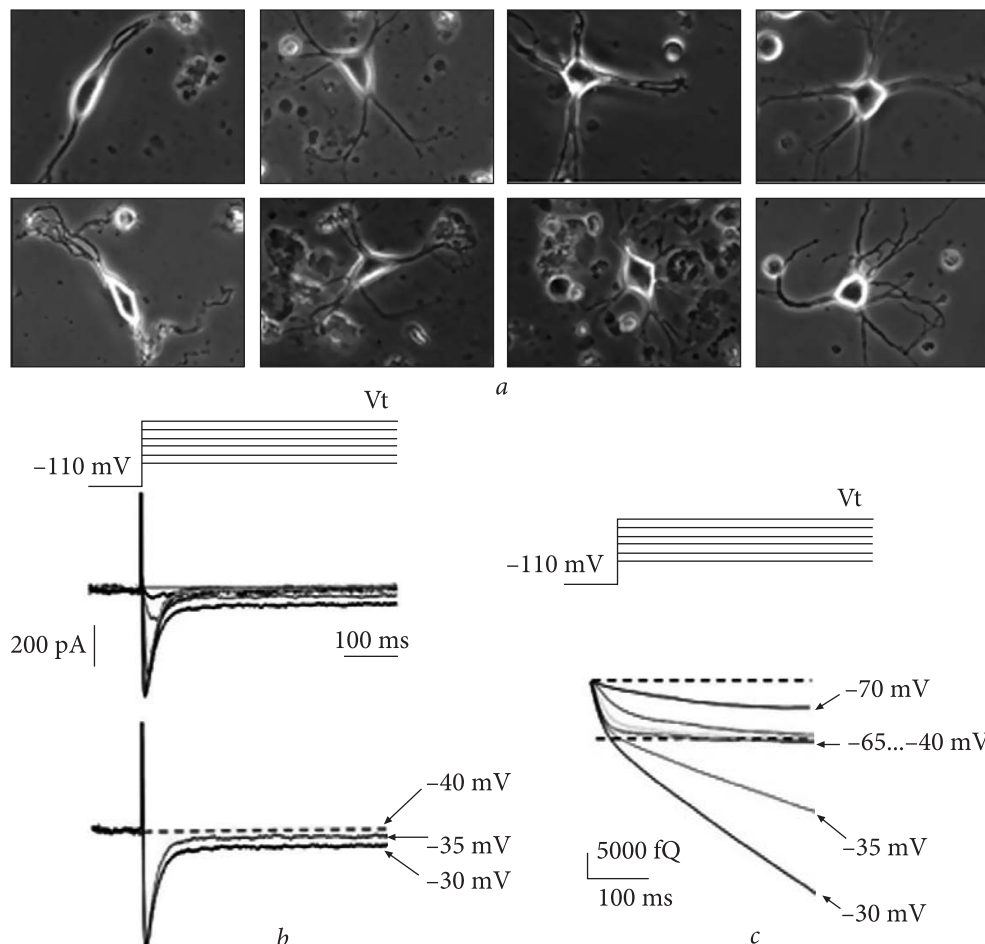 a
Vt
–110 mV
200 pA
100 ms
–40 mV
–35 mV
–30 mV
b
Vt
–110 mV
–70 mV
–65...–40 mV
–35 mV
5000 fQ
100 ms
–30 mV
c